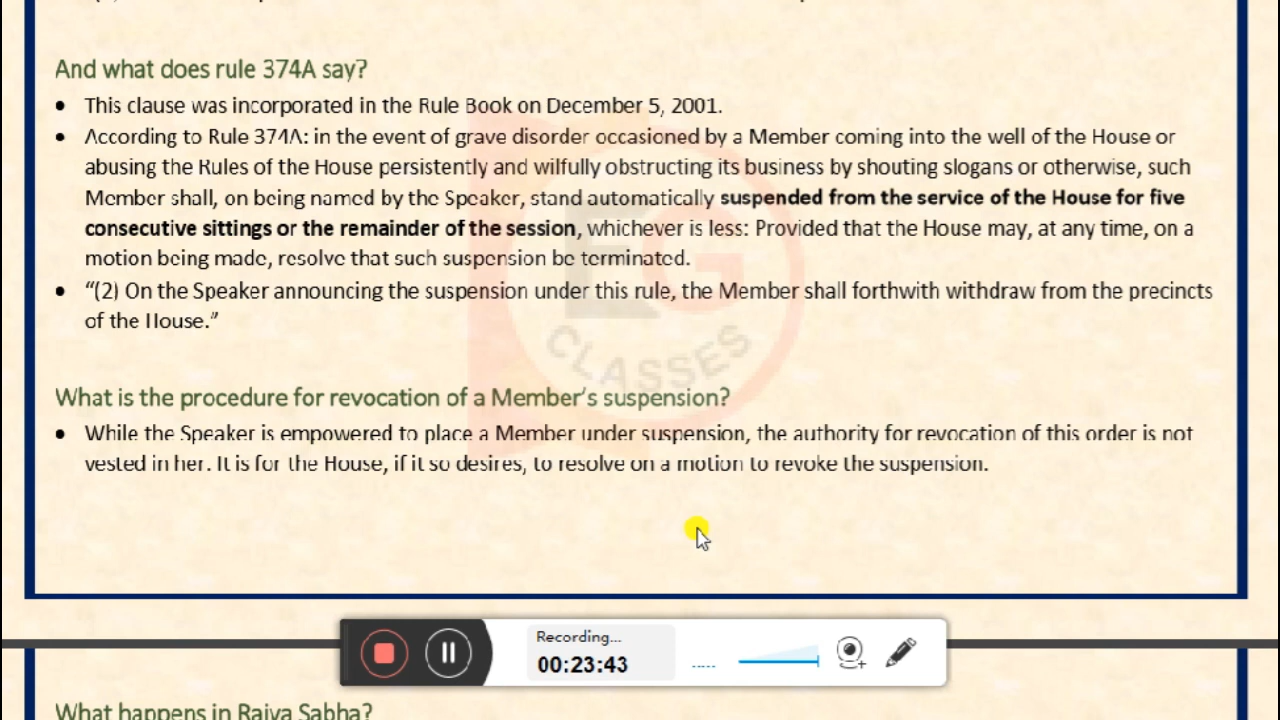 And what does rule 374A say?
• This clause was incorporated in the Rule Book on December 5, 2001.
• According to Rule 374A: in the event of grave disorder occasioned by a Member coming into the well of the House or
abusing the Rules of the House persistently and wilfully obstructing its business by shouting slogans or otherwise, such
Member shall, on being named by the Speaker, stand automatically suspended from the service of the House for five
consecutive sittings or the remainder of the session, whichever is less: Provided that the House may, at any time, on a
motion being made, resolve that such suspension be terminated.
• “(2) On the Speaker announcing the suspension under this rule, the Member shall forthwith withdraw from the precincts
of the House.”
EG
CLASSES
What is the procedure for revocation of a Member’s suspension?
• While the Speaker is empowered to place a Member under suspension, the authority for revocation of this order is not
vested in her. It is for the House, if it so desires, to resolve on a motion to revoke the suspension.
Recording...
00:23:43
What happens in Rajya Sabha?